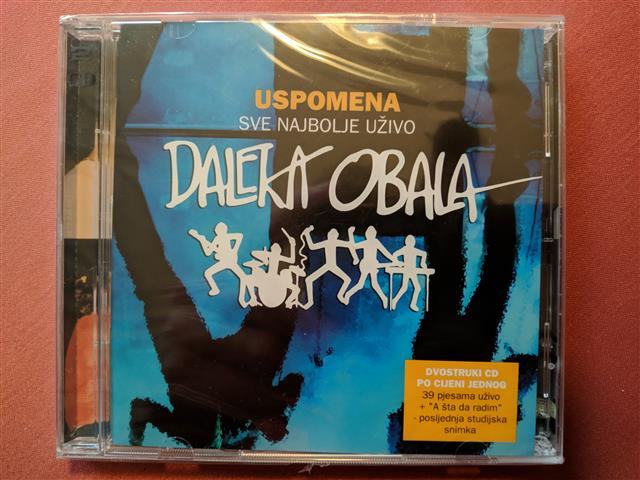 USPOMENA
SVE NAJBOLJE UŽIVO
DALEKA OBALA
DVOSTRUKI CD
PO CIJENI JEDNOG
39 pjesama uživo
+ "A šta da radim"
- posljednja studijska
snimka